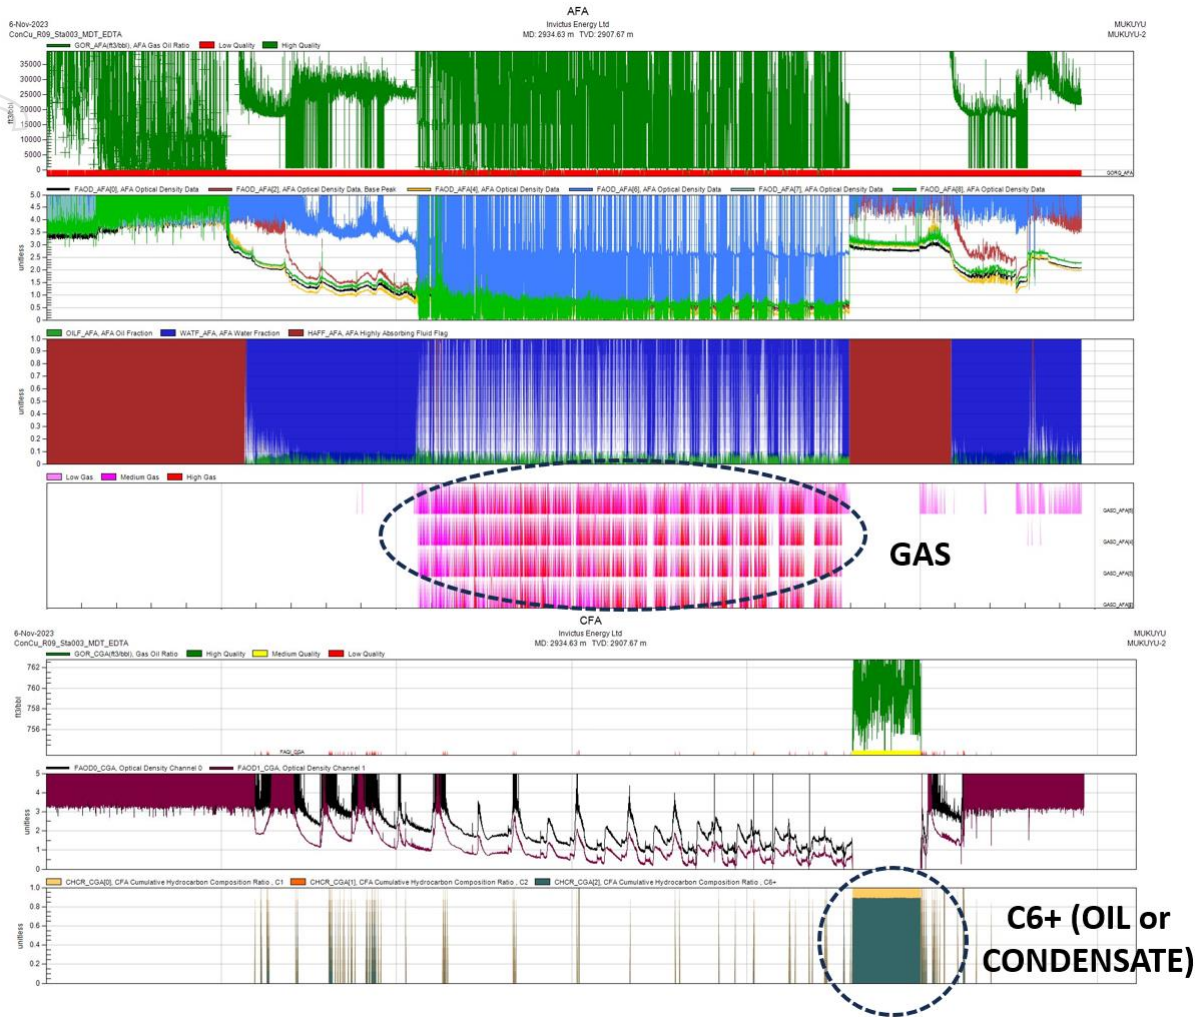 AFA
6-Nov-2023 Invictus Energy Ltd MUKUYU
ConCu_R09_Sta003_MDT_EDTA MD: 2934.63 m TVD: 2907.67 m MUKUYU-2
GOR_AFA(ft3/bbl), AFA Gas Oil Ratio Low Quality High Quality
35000
30000
25000
20000
15000
10000
5000
0
ft3/bbl
GORQ_AFA
FAOD_AFA[0], AFA Optical Density Data FAOD_AFA[2], AFA Optical Density Data, Base Peak FAOD_AFA[4], AFA Optical Density Data FAOD_AFA[6], AFA Optical Density Data FAOD_AFA[7], AFA Optical Density Data FAOD_AFA[8], AFA Optical Density Data
5.0
4.5
4.0
3.5
3.0
2.5
2.0
1.5
1.0
0.5
0
unitless
OILF_AFA, AFA Oil Fraction WATF_AFA, AFA Water Fraction HAFF_AFA, AFA Highly Absorbing Fluid Flag
1.0
0.9
0.8
0.7
0.6
0.5
0.4
0.3
0.2
0.1
0
unitless
Low Gas Medium Gas High Gas
GAS
CFA
6-Nov-2023 Invictus Energy Ltd MUKUYU
ConCu_R09_Sta003_MDT_EDTA MD: 2934.63 m TVD: 2907.67 m MUKUYU-2
GOR_CGA(ft3/bbl), Gas Oil Ratio High Quality Medium Quality Low Quality
762
760
758
756
ft3/bbl
FAOD0_CGA, Optical Density Channel 0 FAOD1_CGA, Optical Density Channel 1
5
4
3
2
1
0
unitless
CHCR_CGA[0], CFA Cumulative Hydrocarbon Composition Ratio , C1 CHCR_CGA[1], CFA Cumulative Hydrocarbon Composition Ratio , C2 CHCR_CGA[2], CFA Cumulative Hydrocarbon Composition Ratio , C6+
1.0
0.8
0.6
0.4
0.2
0
unitless
C6+ (OIL or
CONDENSATE)